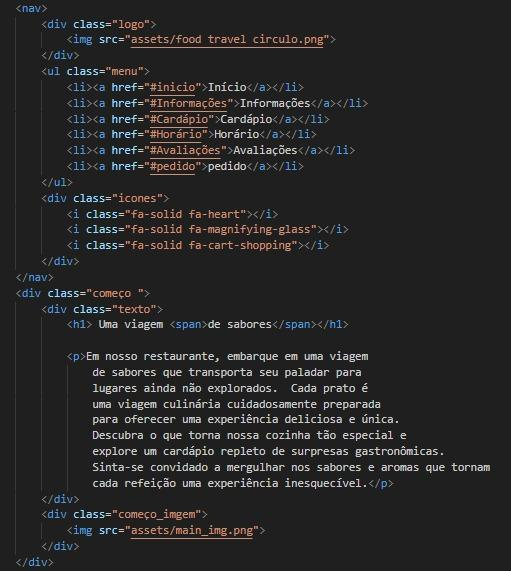 <nav>
<div class="logo">
<img src="assets/food travel circulo.png">
</div>
<ul class="menu">
<li><a href="#inicio">Início</a></li>
<li><a href="#Informações">Informações</a></li>
<li><a href="#Cardápio">Cardápio</a></li>
<li><a href="#Horário">Horário</a></li>
<li><a href="#Avaliações">Avaliações</a></li>
<li><a href="#pedido">pedido</a></li>
</ul>
<div class="icones">
<i class="fa-solid fa-heart"></i>
<i class="fa-solid fa-magnifying-glass"></i>
<i class="fa-solid fa-cart-shopping"></i>
</div>
</nav>
<div class="começo ">
<div class="texto">
<h1> Uma viagem <span>de sabores</span></h1>
<p>Em nosso restaurante, embarque em uma viagem
de sabores que transporta seu paladar para
lugares ainda não explorados.  Cada prato é
uma viagem culinária cuidadosamente preparada
para oferecer uma experiência deliciosa e única.
Descubra o que torna nossa cozinha tão especial e
explore um cardápio repleto de surpresas gastronômicas.
Sinta-se convidado a mergulhar nos sabores e aromas que tornam
cada refeição uma experiência inesquecível.</p>
</div>
<div class="começo_imgem">
<img src="assets/main_img.png">
</div>
</div>